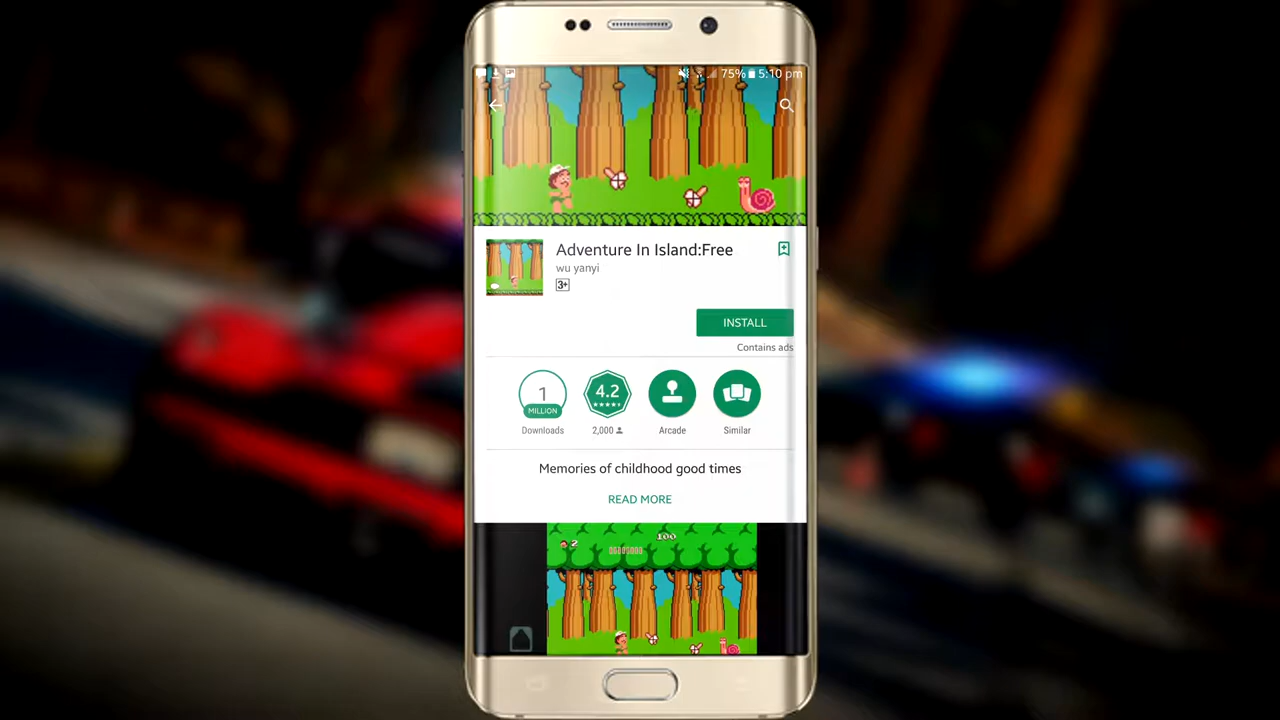 75% 5:10 pm
Adventure In Island:Free
wu yanyi
3+
INSTALL
Contains ads
1
MILLION
4.2
Downloads
2,000
Arcade
Similar
Memories of childhood good times
READ MORE
2
100